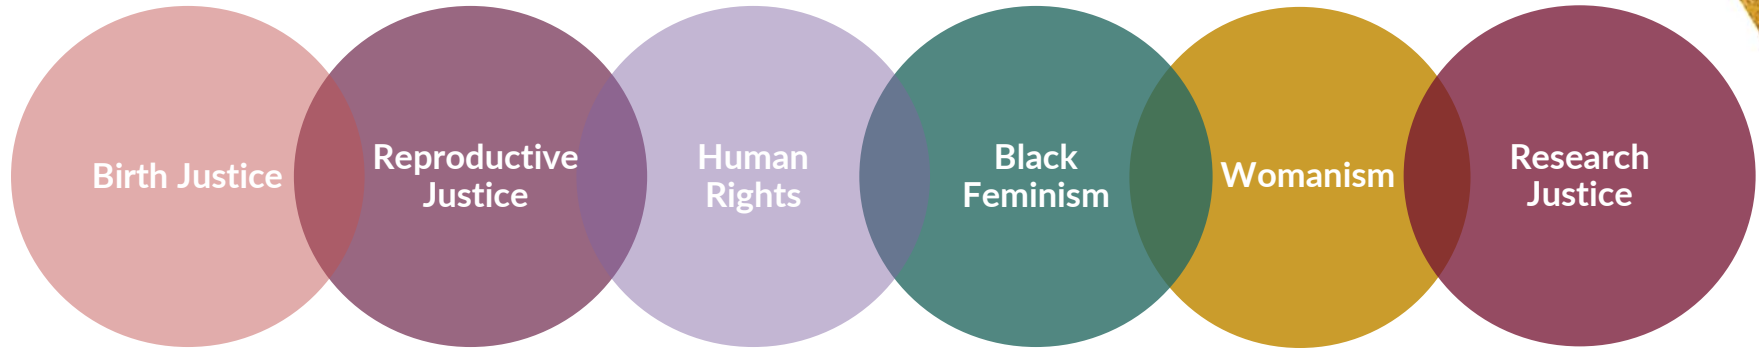 Birth Justice
Reproductive
Justice
Human
Rights
Black
Feminism
Womanism
Research
Justice